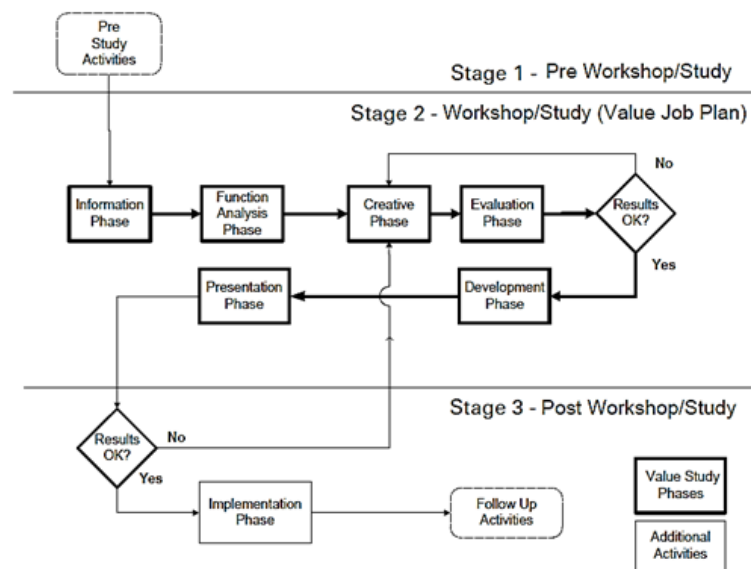 Pre
Study
Activities
Stage 1 - Pre Workshop/Study
Stage 2 - Workshop/Study (Value Job Plan)
No
Information
Phase
Function
Analysis
Phase
Creative
Phase
Evaluation
Phase
Results
OK?
Yes
Presentation
Phase
Development
Phase
Stage 3 - Post Workshop/Study
Results
OK?
No
Yes
Implementation
Phase
Follow Up
Activities
Value Study
Phases
Additional
Activities